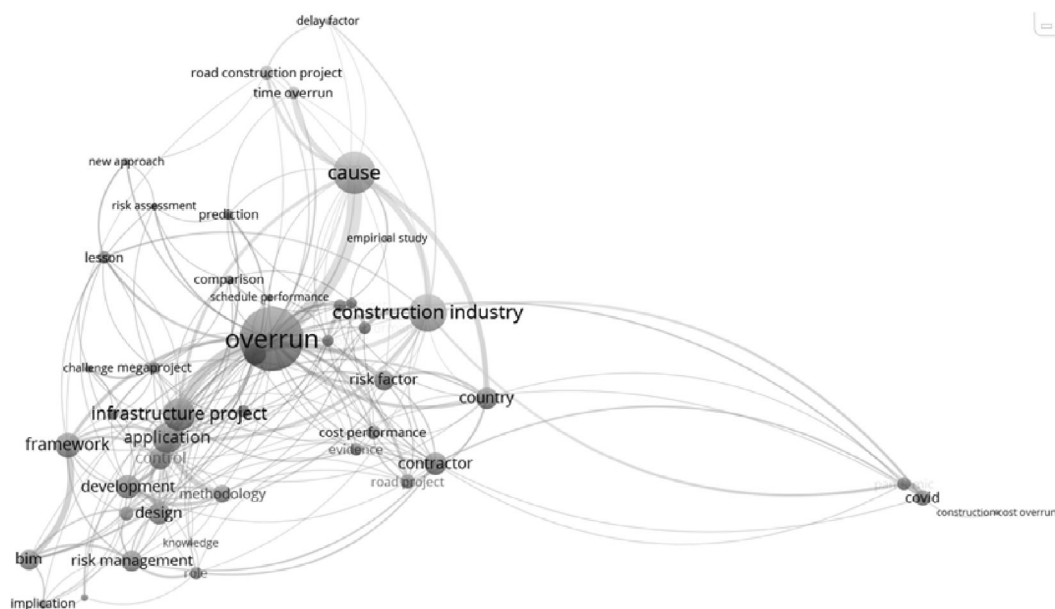 delay factor
road construction project
time overrun
new approach
cause
risk assessment
prediction
empirical study
lesson
comparison
schedule performance
construction industry
overrun
challenge megaproject
risk factor
country
infrastructure project
cost performance
application
framework
evidence
control
contractor
road project
development
methodology
covid
design
construction cost overrun
knowledge
bim
risk management
role
implication